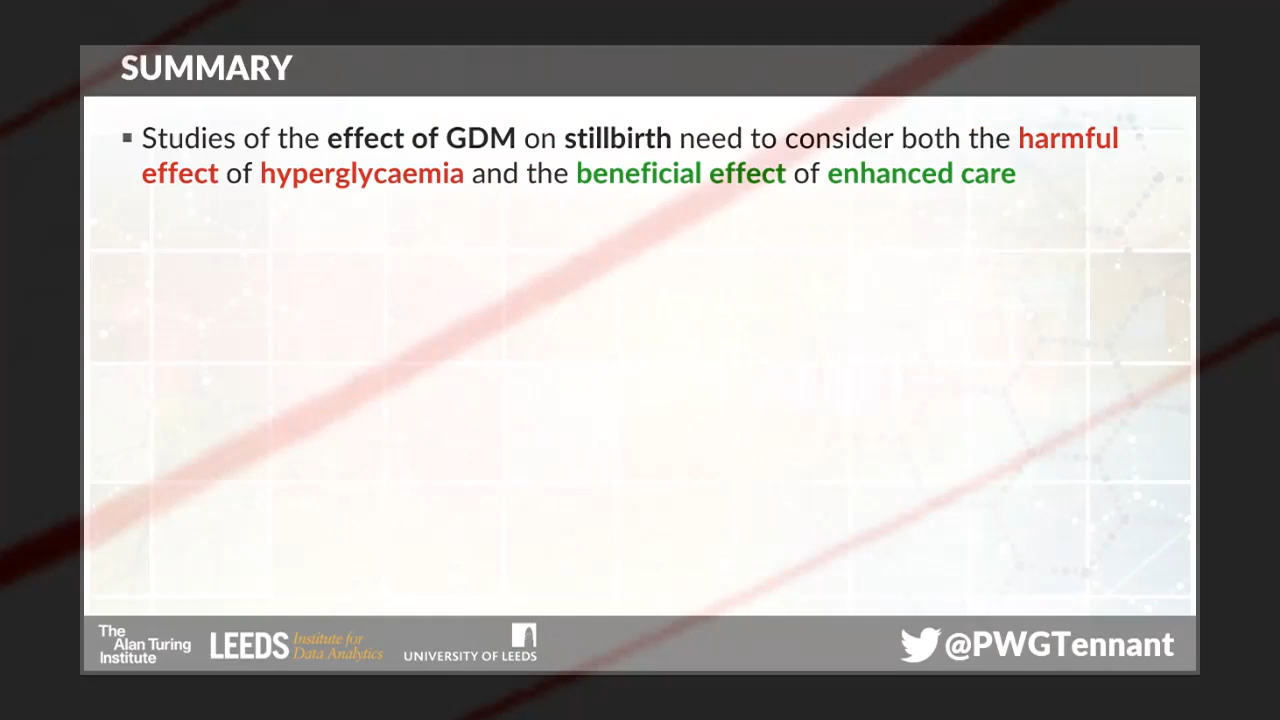 SUMMARY
▪ Studies of the effect of GDM on stillbirth need to consider both the harmful
effect of hyperglycaemia and the beneficial effect of enhanced care
The
Alan Turing
Institute
LEEDS Institute for
Data Analytics
UNIVERSITY OF LEEDS
@PWGTennant